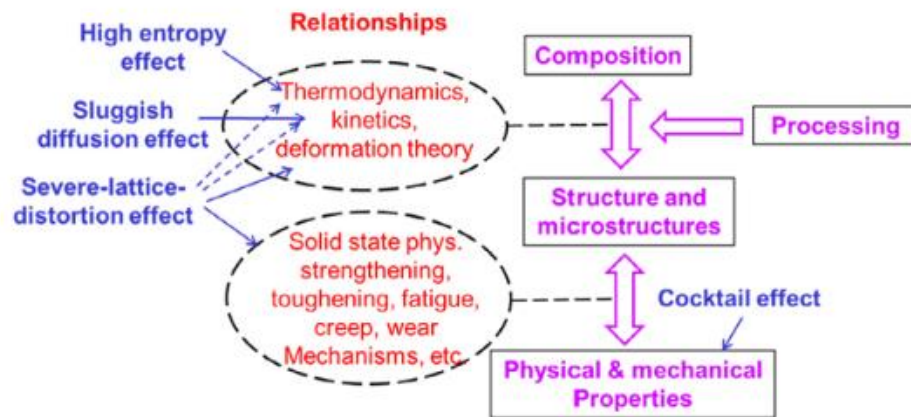 Relationships
High entropy
effect
Sluggish
diffusion effect
Severe-lattice-
distortion effect
Thermodynamics,
kinetics,
deformation theory
Solid state phys.
strengthening,
toughening, fatigue,
creep, wear
Mechanisms, etc
Composition
Processing
Structure and
microstructures
Cocktail effect
Physical & mechanical
Properties